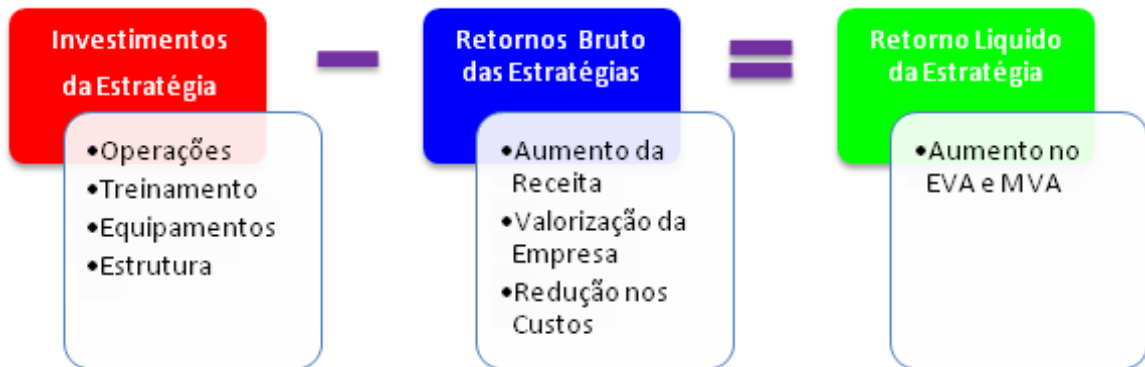 Investimentos
da Estratégia
•Operações
•Treinamento
•Equipamentos
•Estrutura
Retornos Bruto
das Estratégias
•Aumento da
Receita
•Valorização da
Empresa
•Redução nos
Custos
Retorno Liquido
da Estratégia
•Aumento no
EVA e MVA